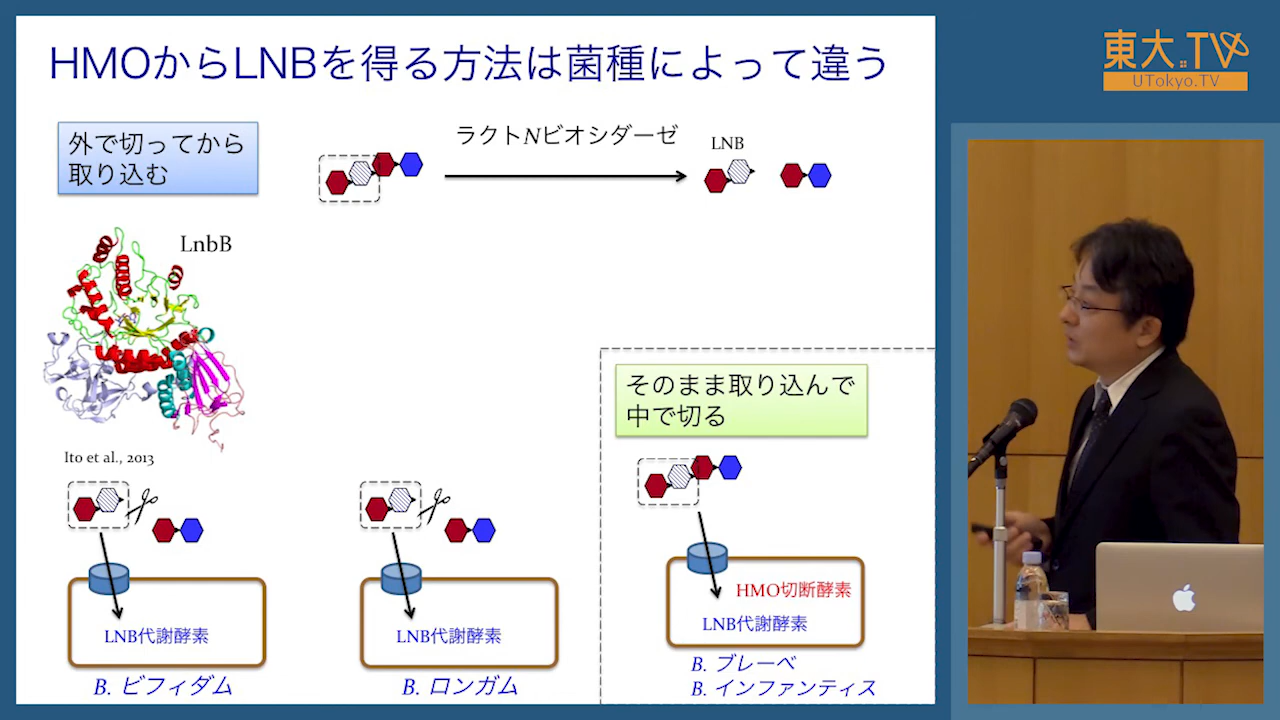 HMOからLNBを得る方法は菌種によって違う
東大.TV
UTokyo.TV
外で切ってから
取り込む
ラクトNビオシダーゼ
LNB
LnbB
Ito et al., 2013
そのまま取り込んで
中で切る
LNB代謝酵素
B. ビフィダム
LNB代謝酵素
B. ロンガム
HMO切断酵素
LNB代謝酵素
B. ブレーベ
B. インファンティス